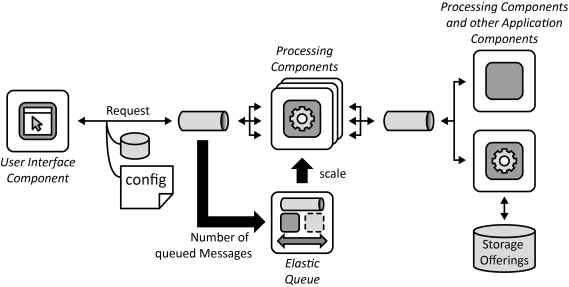 Processing Components
and other Application
Components
Processing
Components
Request
User Interface
Component
config
scale
Number of
queued Messages
Elastic
Queue
Storage
Offerings